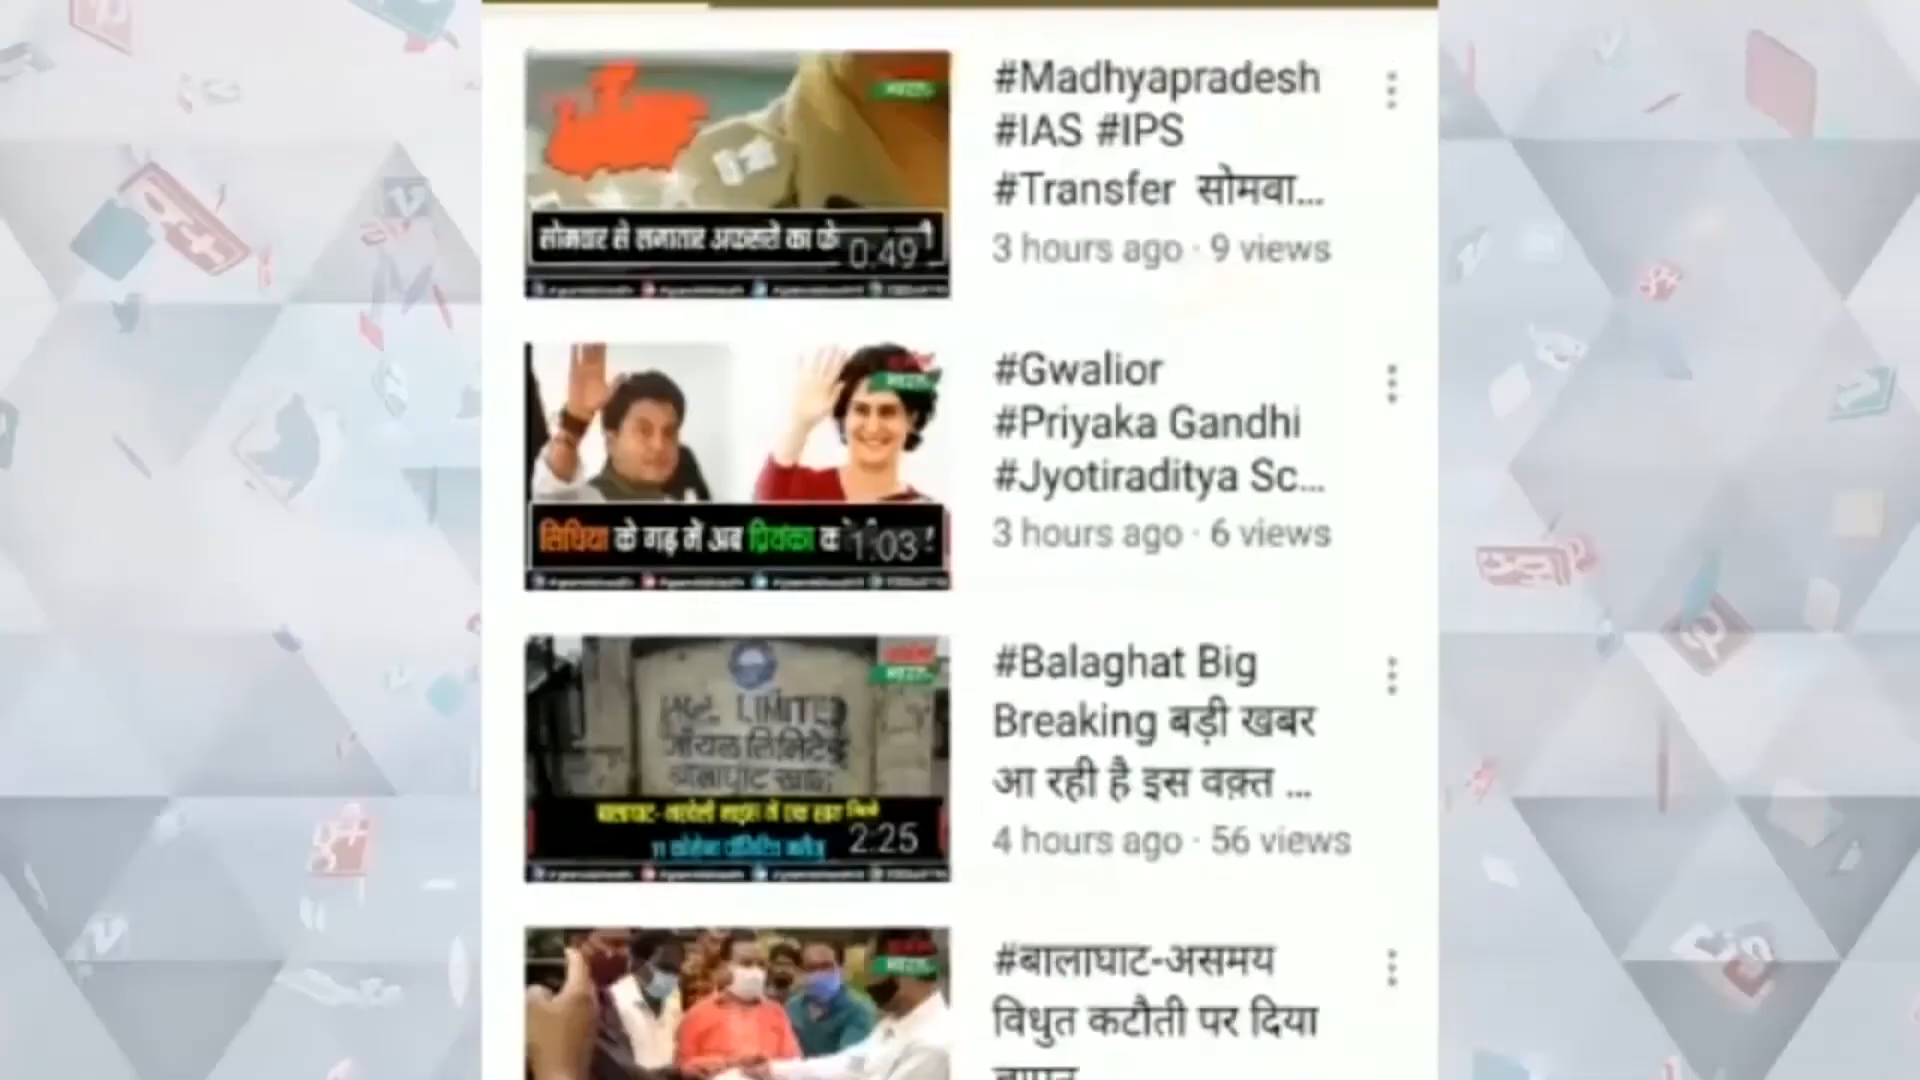 #Madhyapradesh
#IAS #IPS
#Transfer सोमवा...
3 hours ago · 9 views
सोमवार से लगातार अफसरों का फे
0:49
#Gwalior
#Priyaka Gandhi
#Jyotiraditya Sc...
3 hours ago · 6 views
सिंधिया के गढ़ में अब प्रियंका
1:03
#Balaghat Big
Breaking बड़ी खबर
आ रही है इस वक़्त ...
4 hours ago · 56 views
LIMITED
मॉयल लिमिटेड
बालाघाट खान
2:25
#बालाघाट-असमय
विधुत कटौती पर दिया